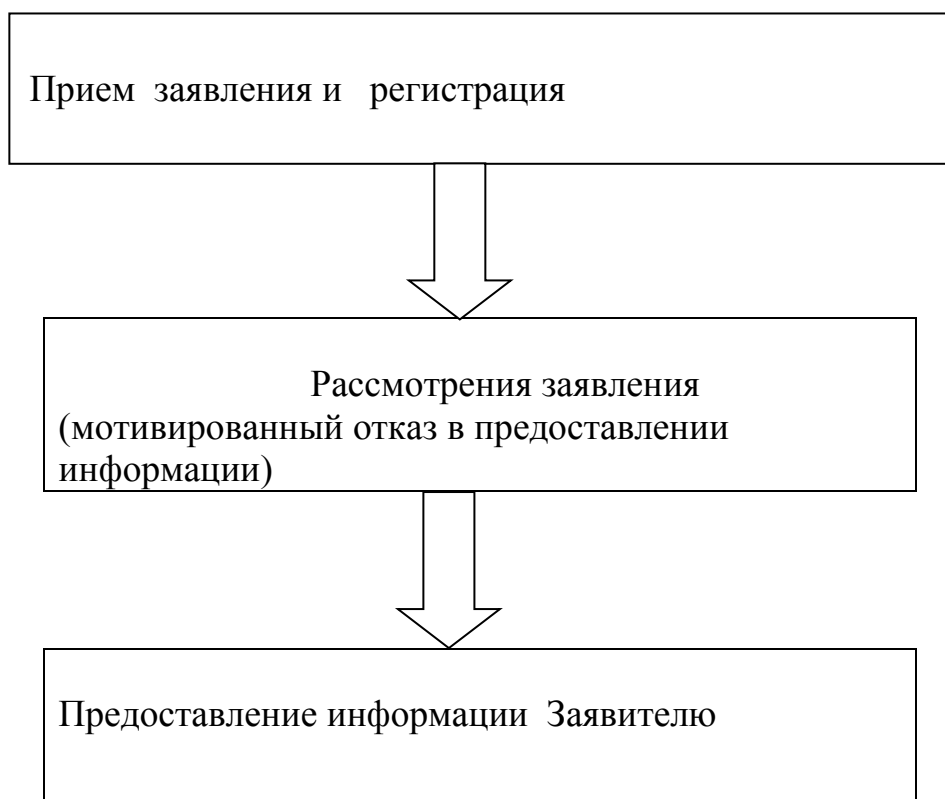 Прием заявления и регистрация
Рассмотрения заявления
(мотивированный отказ в предоставлении
информации)
Предоставление информации Заявителю